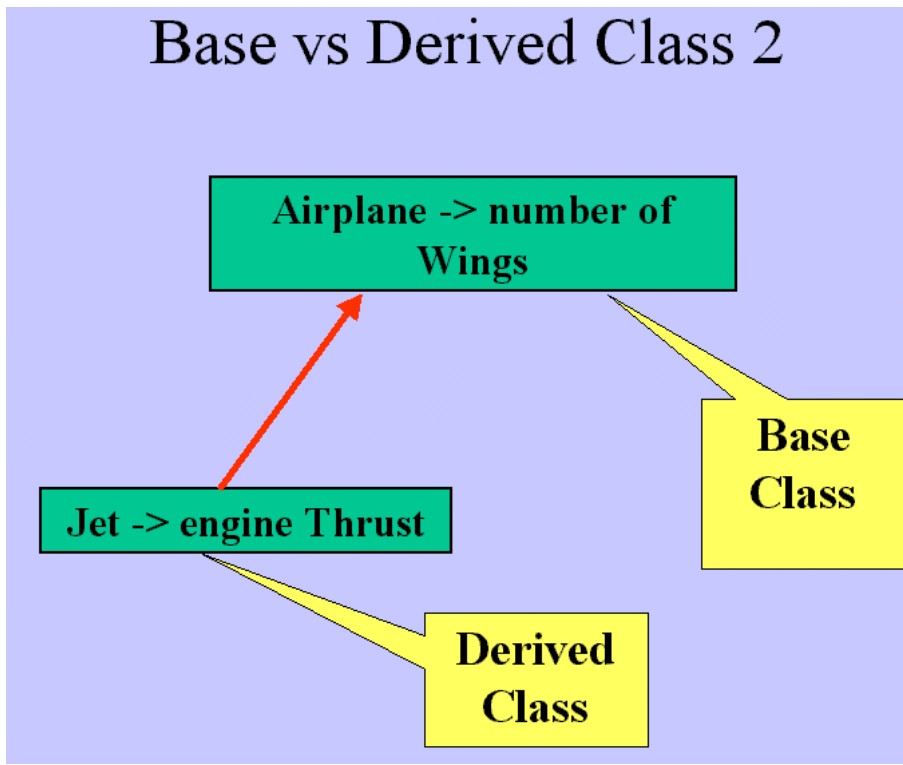 Base vs Derived Class 2
Airplane -> number of
Wings
Base
Class
Jet -> engine Thrust
Derived
Class